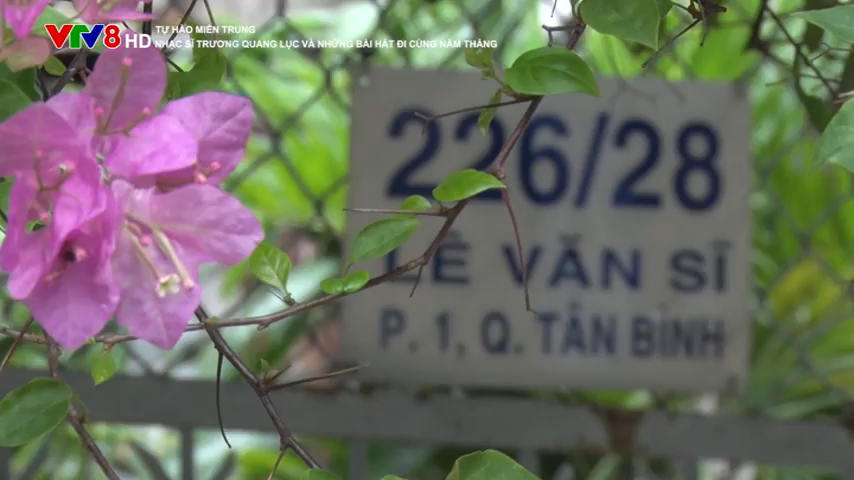 VTV8 HD
TỰ HÀO MIỀN TRUNG
NHẠC SĨ TRƯƠNG QUANG LỤC VÀ NHỮNG BÀI HÁT ĐI CÙNG NĂM THÁNG
226/28
LÊ VĂN SĨ
P. 1, Q. TÂN BÌNH